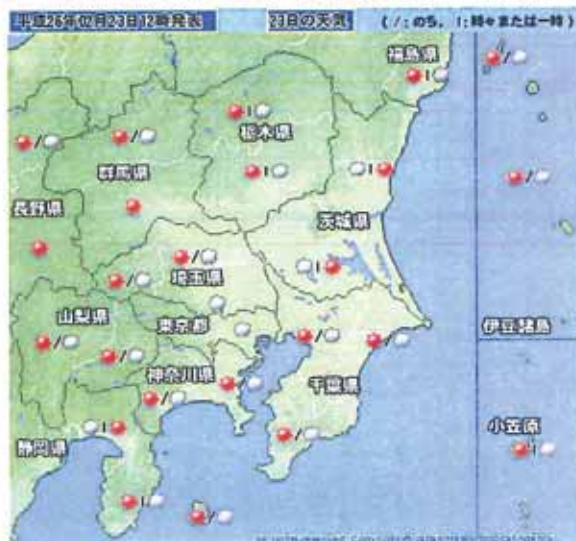 平成26年02月23日12時発表 23日の天気 (/:のち, |:時々または一時)
福島県
栃木県
群馬県
長野県
茨城県
埼玉県
山梨県
東京都
伊豆諸島
神奈川県
千葉県
静岡県
小笠原